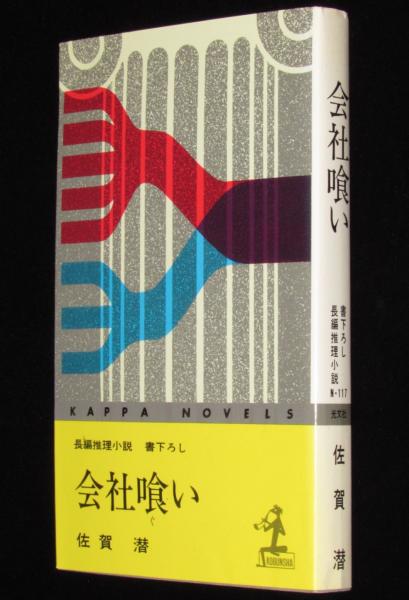 KAPPA NOVELS
長編推理小説 書下ろし
会社喰い
ぐ
佐賀 潜
KOBUNSHA
会社喰い
書下ろし
長編推理小説
N・117
光文社
佐賀 潜